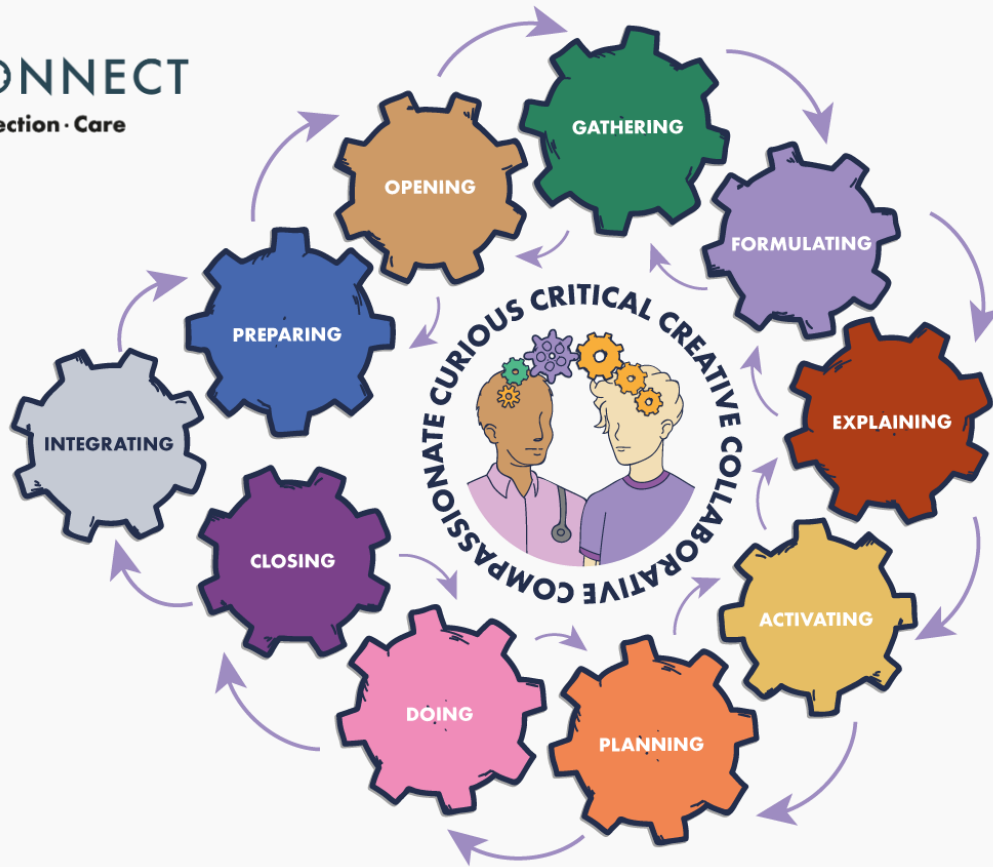 ONNECT
ection · Care
OPENING
GATHERING
FORMULATING
EXPLAINING
ACTIVATING
PLANNING
DOING
CLOSING
INTEGRATING
PREPARING
COMPASSIONATE CURIOUS CRITICAL CREATIVE COLLABORATIVE